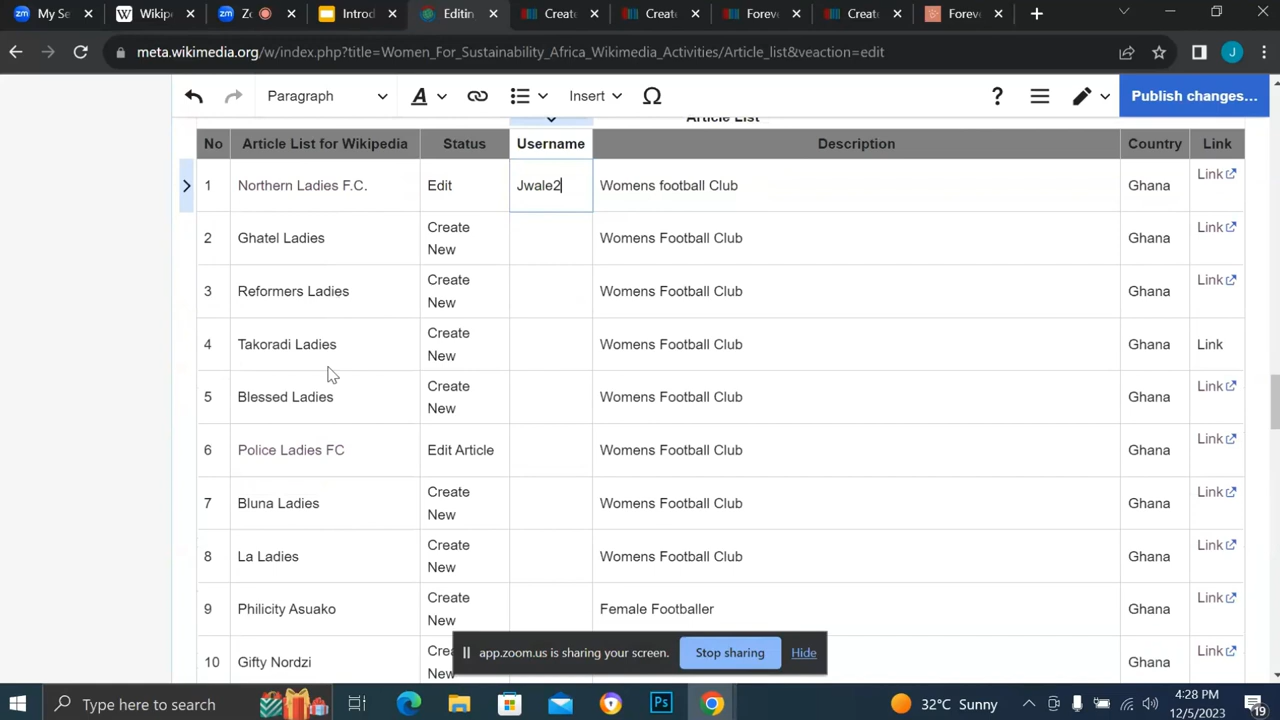 My Se
Wikip
Ze
Introd
Editin
Create
Create
Forev
Create
Forev
meta.wikimedia.org/w/index.php?title=Women_For_Sustainability_Africa_Wikimedia_Activities/Article_list&veaction=edit
J
Paragraph
A
Insert
Ω
?
Publish changes...
Article List
No Article List for Wikipedia Status Username Description Country Link
1 Northern Ladies F.C. Edit Jwale2 Womens football Club Ghana Link
2 Ghatel Ladies Create New Womens Football Club Ghana Link
3 Reformers Ladies Create New Womens Football Club Ghana Link
4 Takoradi Ladies Create New Womens Football Club Ghana Link
5 Blessed Ladies Create New Womens Football Club Ghana Link
6 Police Ladies FC Edit Article Womens Football Club Ghana Link
7 Bluna Ladies Create New Womens Football Club Ghana Link
8 La Ladies Create New Womens Football Club Ghana Link
9 Philicity Asuako Create New Female Footballer Ghana Link
10 Gifty Nordzi Crea New Ghana Link
app.zoom.us is sharing your screen. Stop sharing Hide
Type here to search
Ps
32°C Sunny
4:28 PM
12/5/2023
19